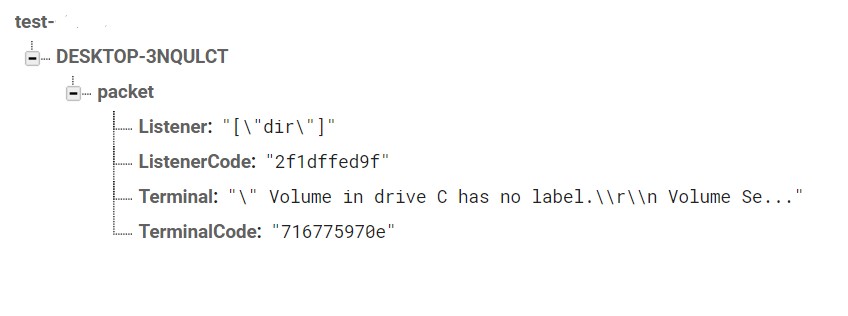 test-
DESKTOP-3NQULCT
packet
Listener: "[\"dir\"]"
ListenerCode: "2f1dffed9f"
Terminal: "\" Volume in drive C has no label.\\r\\n Volume Se..."
TerminalCode: "716775970e"